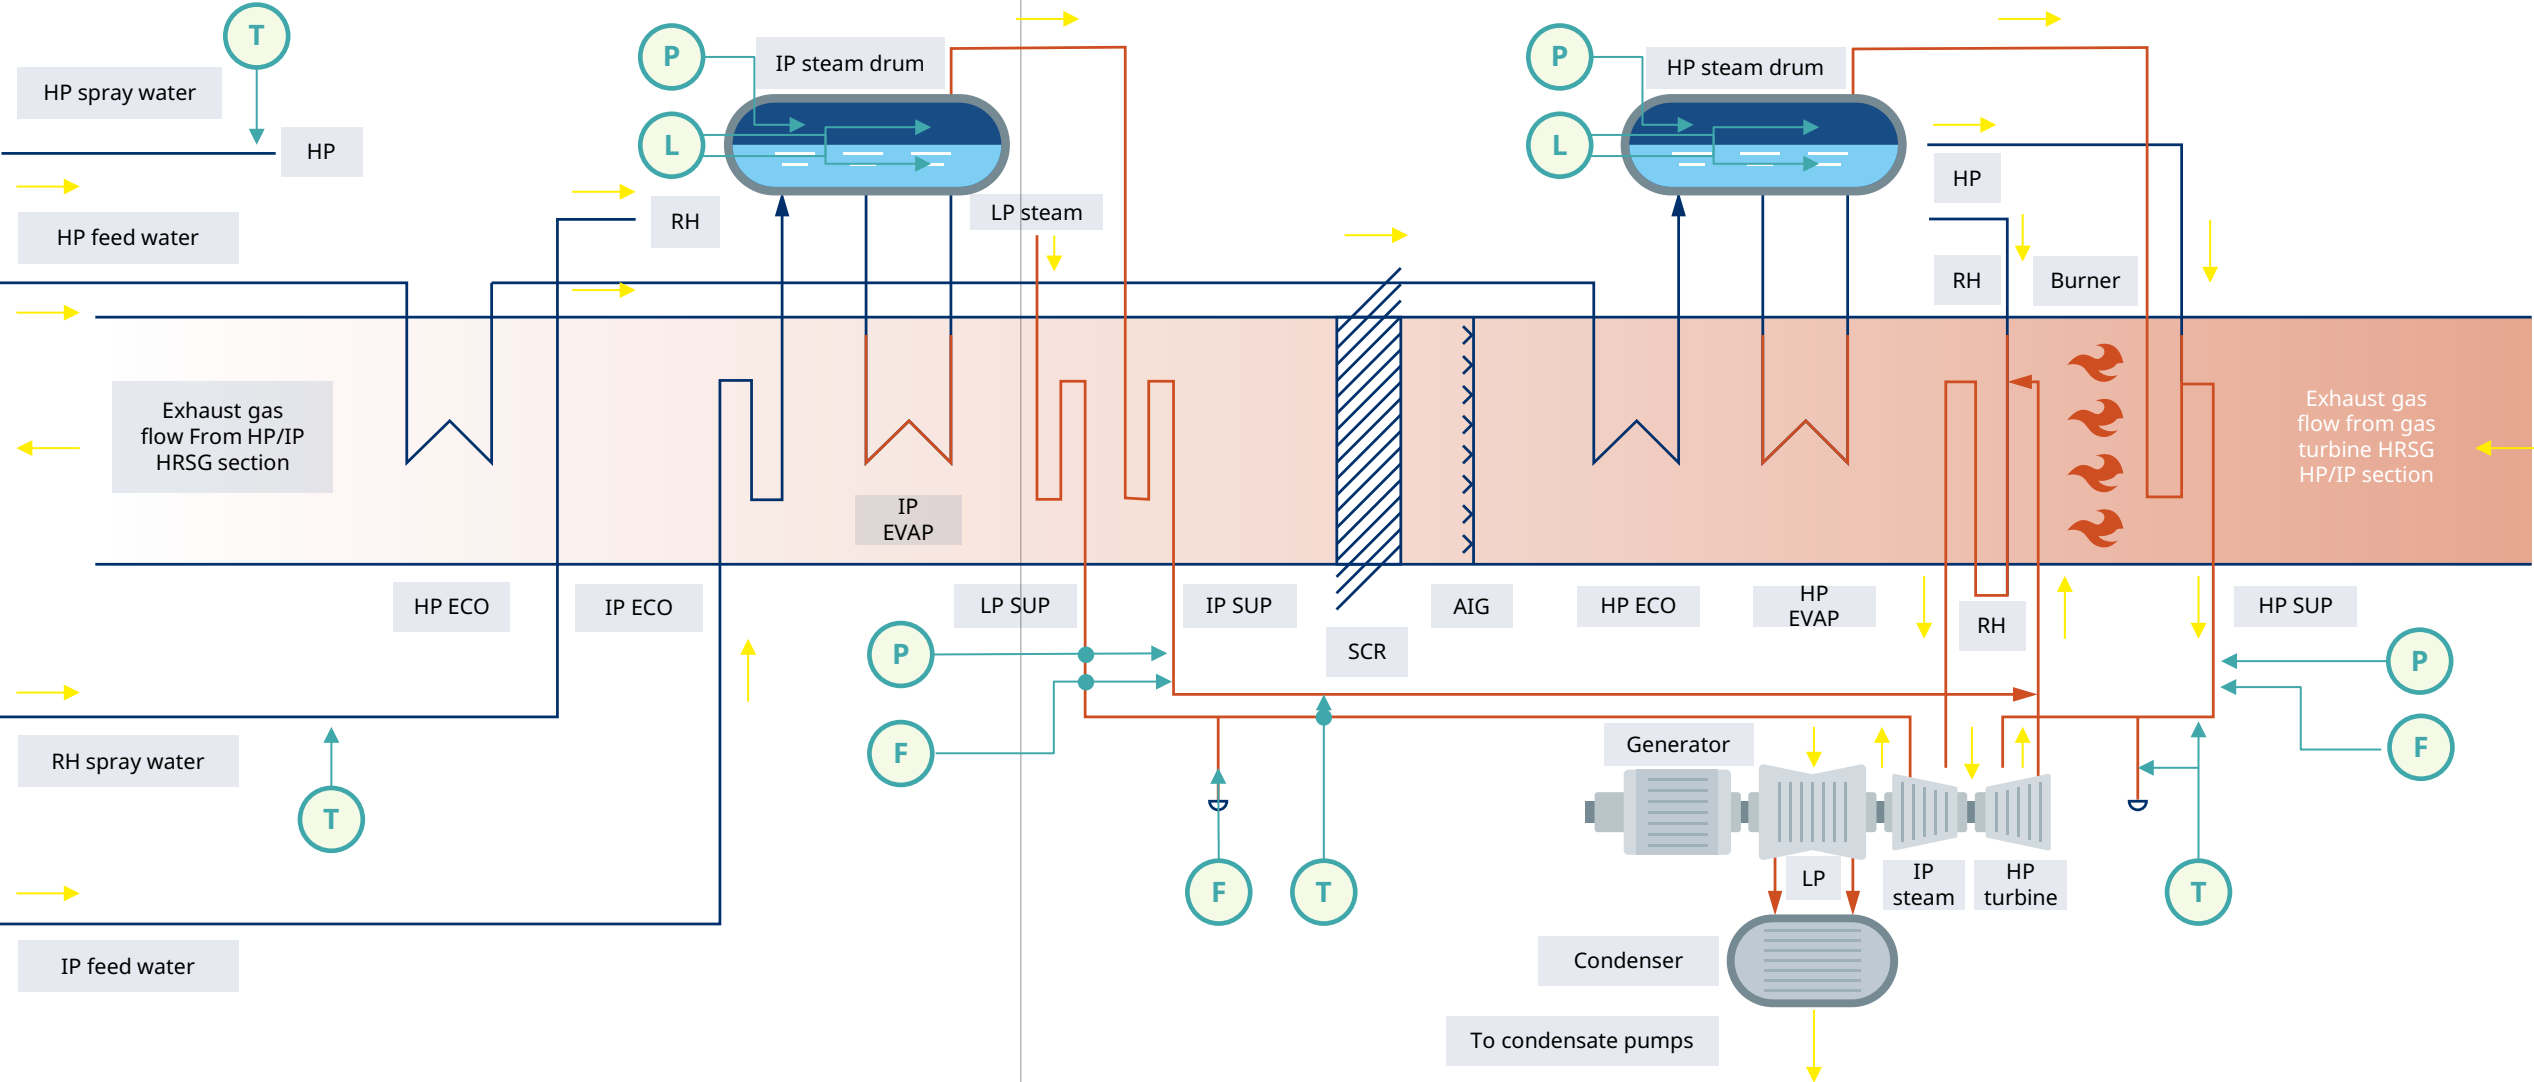 T
P
IP steam drum
P
HP steam drum
HP spray water
L
L
HP
HP
RH
LP steam
HP feed water
RH
Burner
Exhaust gas
flow From HP/IP
HRSG section
Exhaust gas
flow from gas
turbine HRSG
HP/IP section
IP
EVAP
HP ECO
IP ECO
LP SUP
IP SUP
AIG
HP ECO
HP
EVAP
RH
HP SUP
P
SCR
P
F
Generator
F
RH spray water
T
F
T
LP
IP
steam
HP
turbine
T
IP feed water
Condenser
To condensate pumps